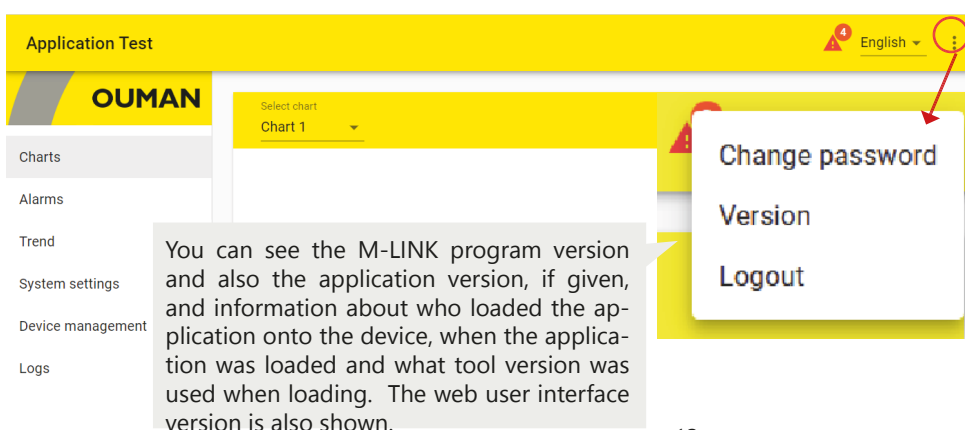 Application Test
4
English
OUMAN
Select chart
Chart 1
Charts
Alarms
Trend
System settings
Device management
Logs
You can see the M-LINK program version
and also the application version, if given,
and information about who loaded the ap-
plication onto the device, when the applica-
tion was loaded and what tool version was
used when loading. The web user interface
version is also shown.
Change password
Version
Logout